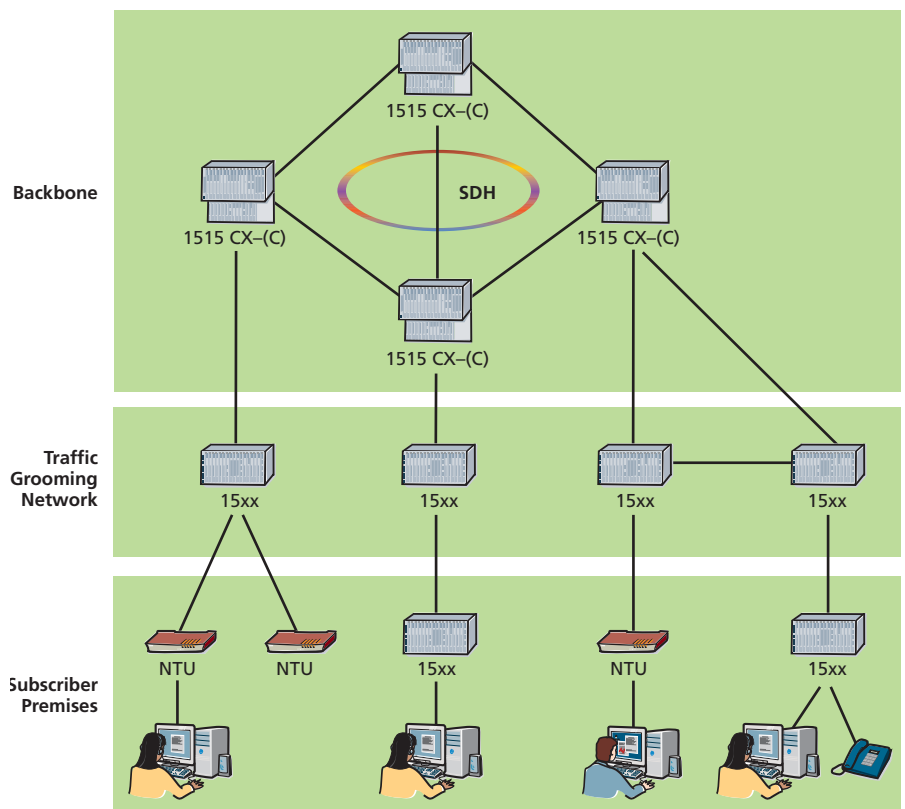 1515 CX–(C)
Backbone
SDH
1515 CX–(C)
1515 CX–(C)
1515 CX–(C)
Traffic
Grooming
Network
15xx
15xx
15xx
15xx
NTU
NTU
15xx
NTU
15xx
Subscriber
Premises